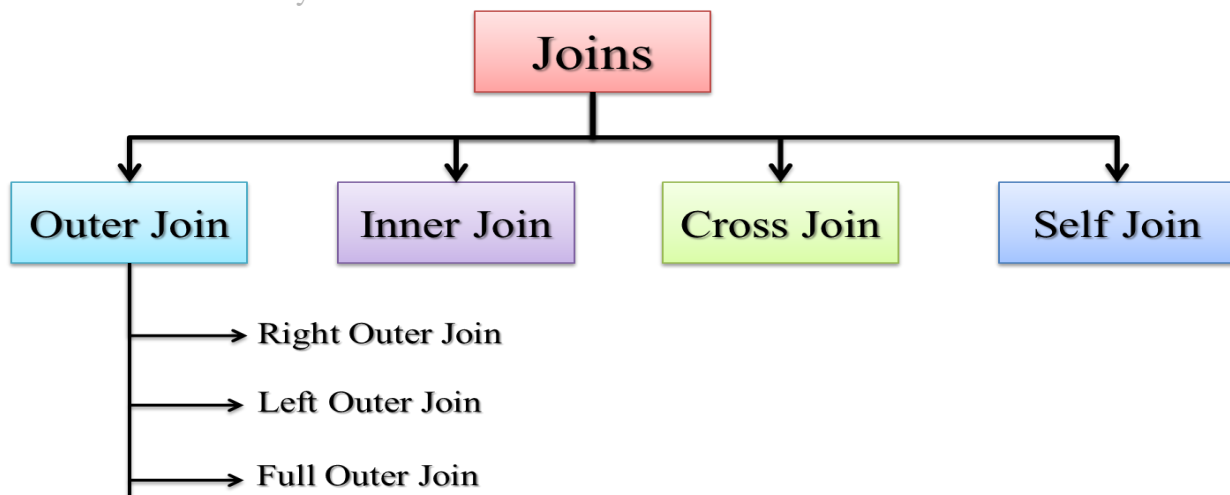 Joins
Outer Join
Inner Join
Cross Join
Self Join
Right Outer Join
Left Outer Join
Full Outer Join